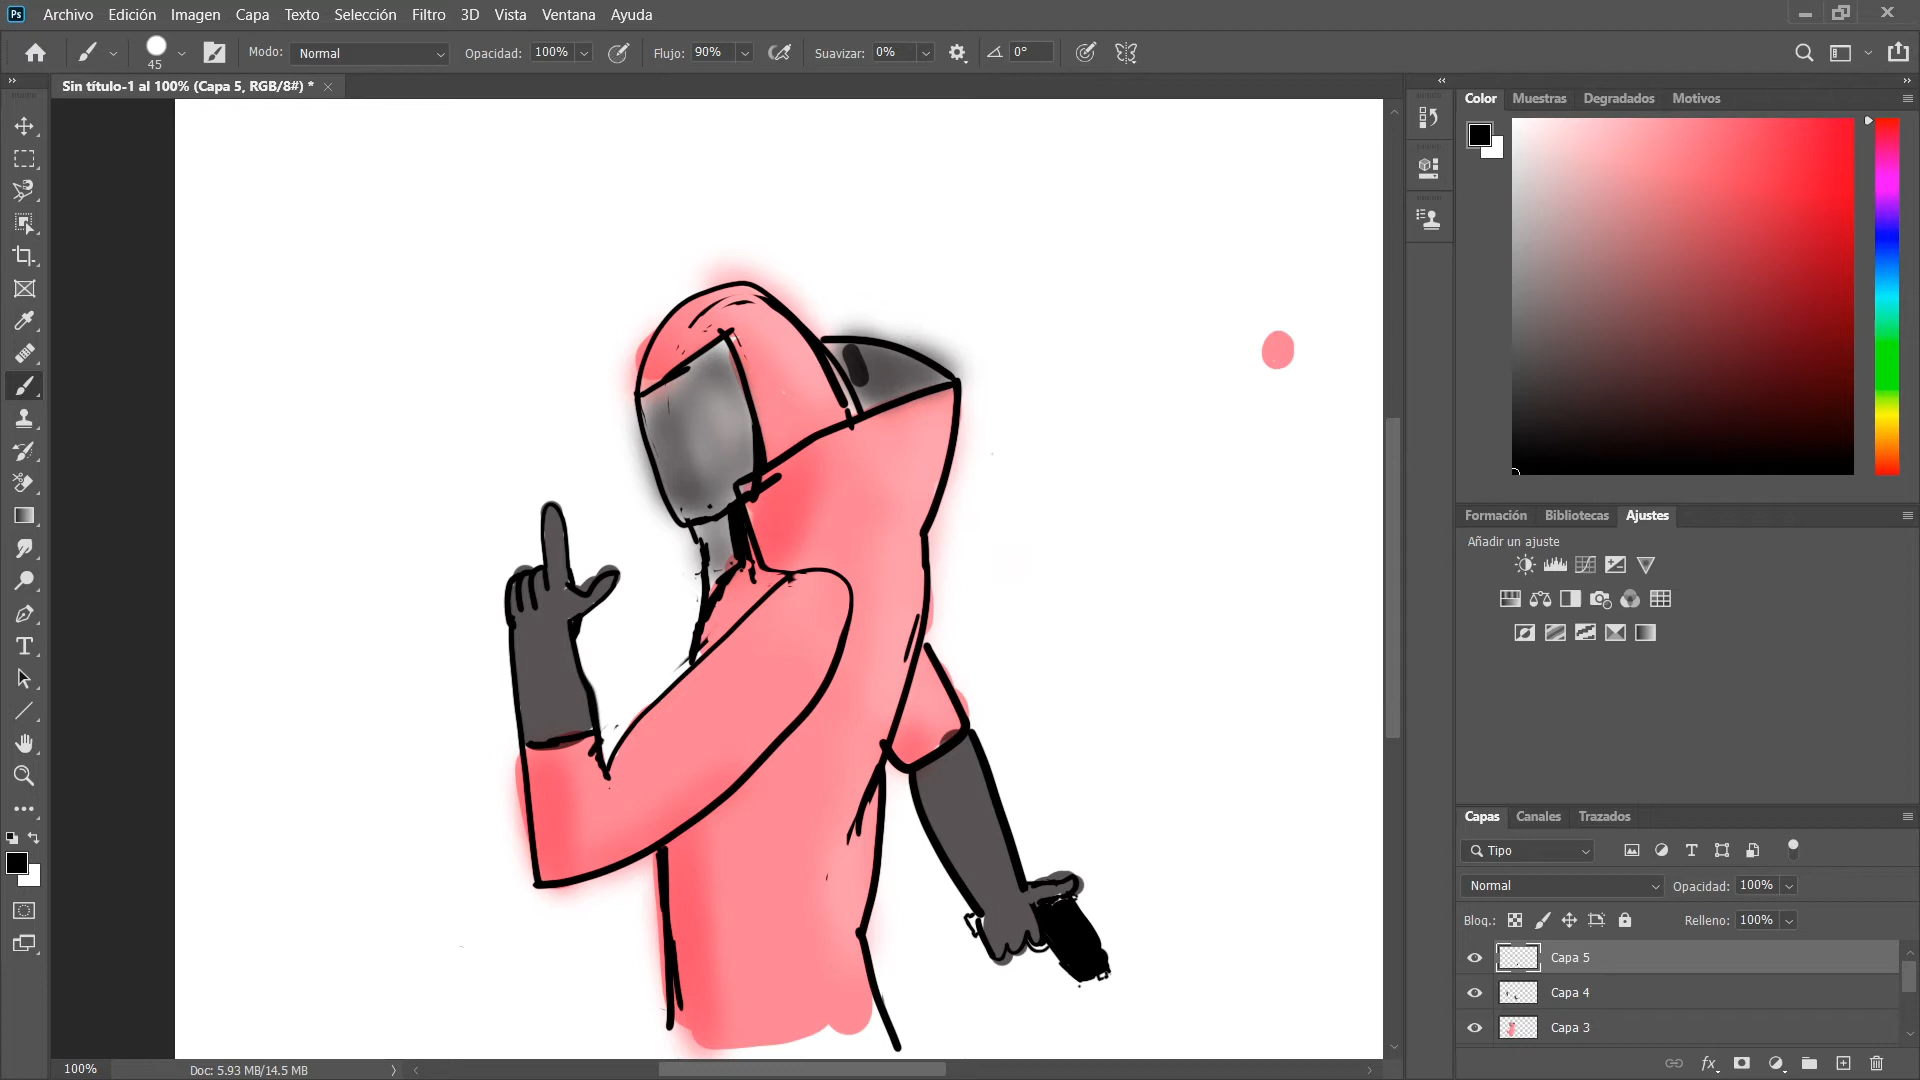 Ps Archivo Edición Imagen Capa Texto Selección Filtro 3D Vista Ventana Ayuda
45 Modo: Normal Opacidad: 100% Flujo: 90% Suavizar: 0% 0°
Sin título-1 al 100% (Capa 5, RGB/8#) *
Color Muestras Degradados Motivos
Formación Bibliotecas Ajustes
Añadir un ajuste
Capas Canales Trazados
Tipo
Normal Opacidad: 100%
Bloq.: Relleno: 100%
Capa 5
Capa 4
Capa 3
fx
100% Doc: 5.93 MB/14.5 MB